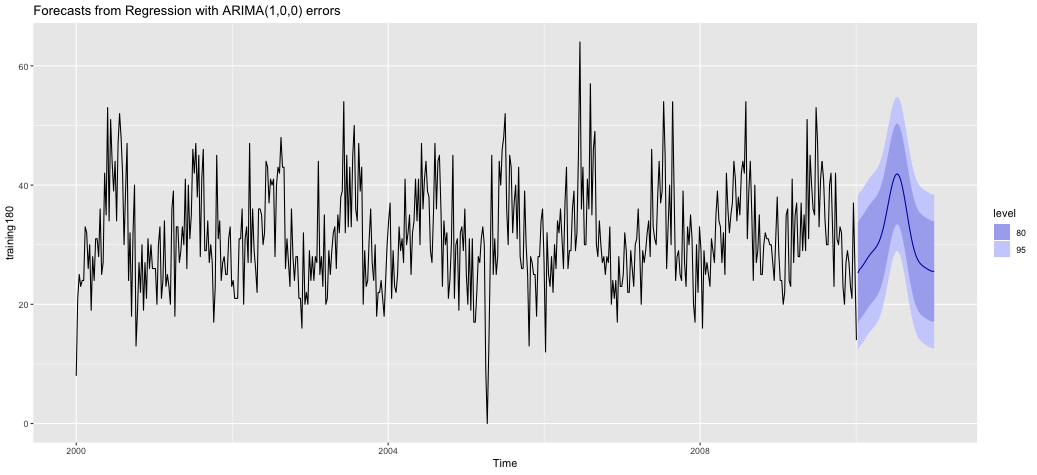 Forecasts from Regression with ARIMA(1,0,0) errors
training180
60
40
20
0
2000
2004
2008
Time
level
80
95